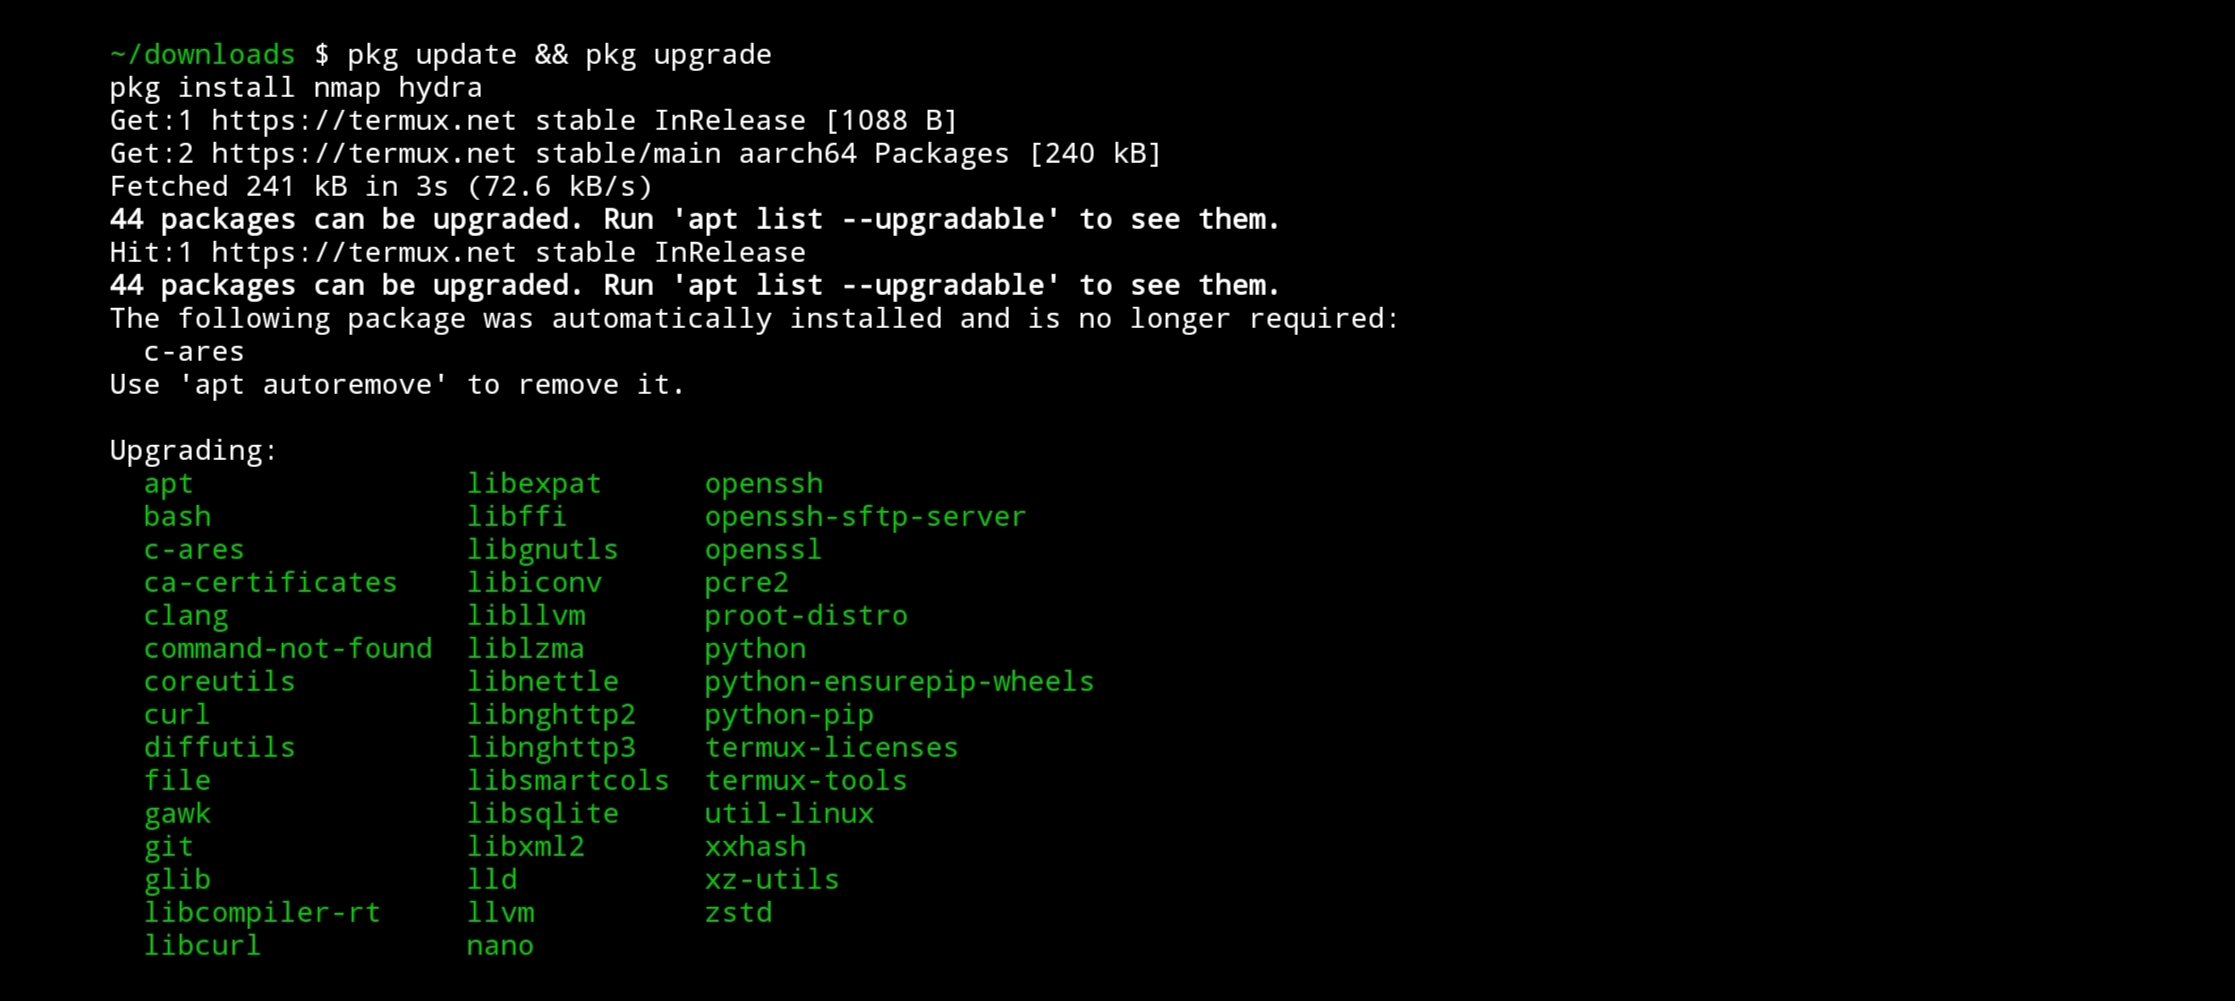 ~/downloads $ pkg update && pkg upgrade
pkg install nmap hydra
Get:1 https://termux.net stable InRelease [1088 B]
Get:2 https://termux.net stable/main aarch64 Packages [240 kB]
Fetched 241 kB in 3s (72.6 kB/s)
44 packages can be upgraded. Run 'apt list --upgradable' to see them.
Hit:1 https://termux.net stable InRelease
44 packages can be upgraded. Run 'apt list --upgradable' to see them.
The following package was automatically installed and is no longer required:
  c-ares
Use 'apt autoremove' to remove it.

Upgrading:
  apt                libexpat      openssh
  bash               libffi        openssh-sftp-server
  c-ares             libgnutls     openssl
  ca-certificates    libiconv      pcre2
  clang              libllvm       proot-distro
  command-not-found  liblzma       python
  coreutils          libnettle     python-ensurepip-wheels
  curl               libnghttp2    python-pip
  diffutils          libnghttp3    termux-licenses
  file               libsmartcols  termux-tools
  gawk               libsqlite     util-linux
  git                libxml2       xxhash
  glib               lld           xz-utils
  libcompiler-rt     llvm          zstd
  libcurl            nano